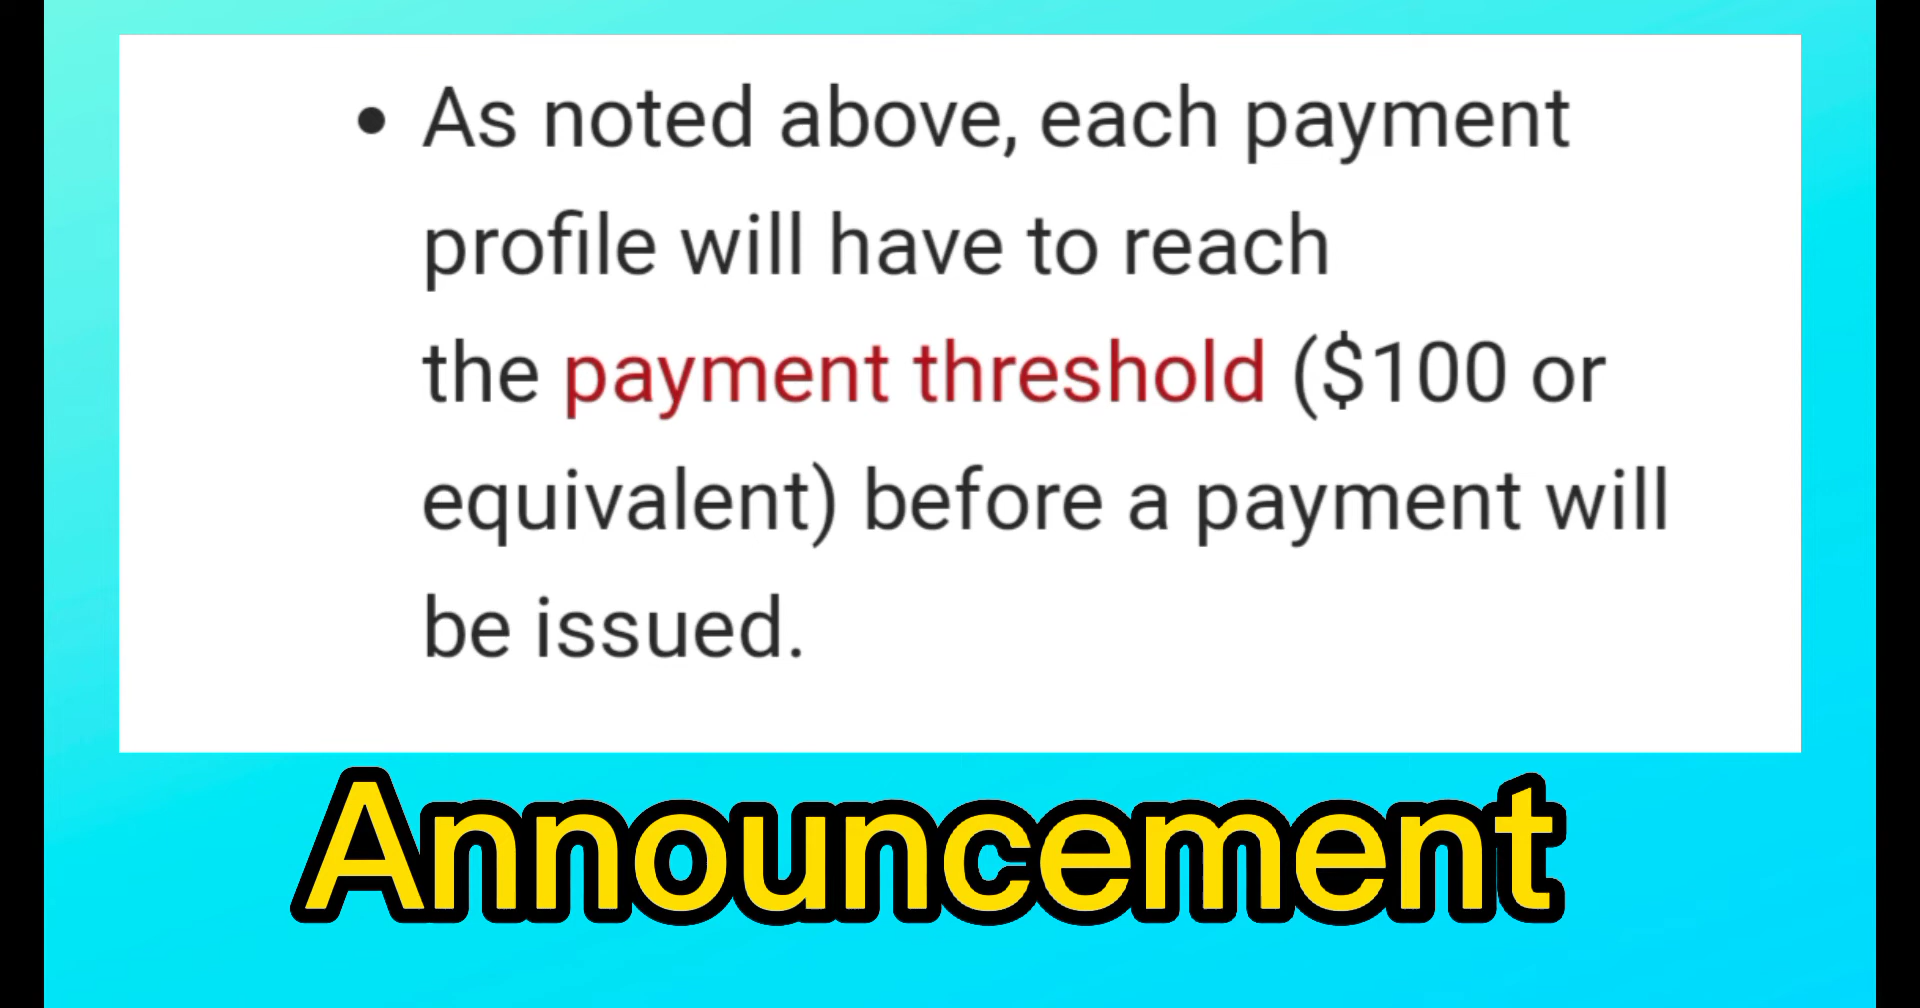 • As noted above, each payment
profile will have to reach
the payment threshold ($100 or
equivalent) before a payment will
be issued.
Announcement